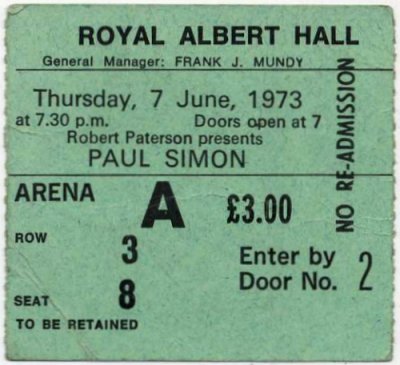 ROYAL ALBERT HALL
General Manager: FRANK J. MUNDY
Thursday, 7 June, 1973
at 7.30 p.m. Doors open at 7
Robert Paterson presents
PAUL SIMON
NO RE-ADMISSION
ARENA A £3.00
ROW 3
Enter by
Door No. 2
SEAT 8
TO BE RETAINED